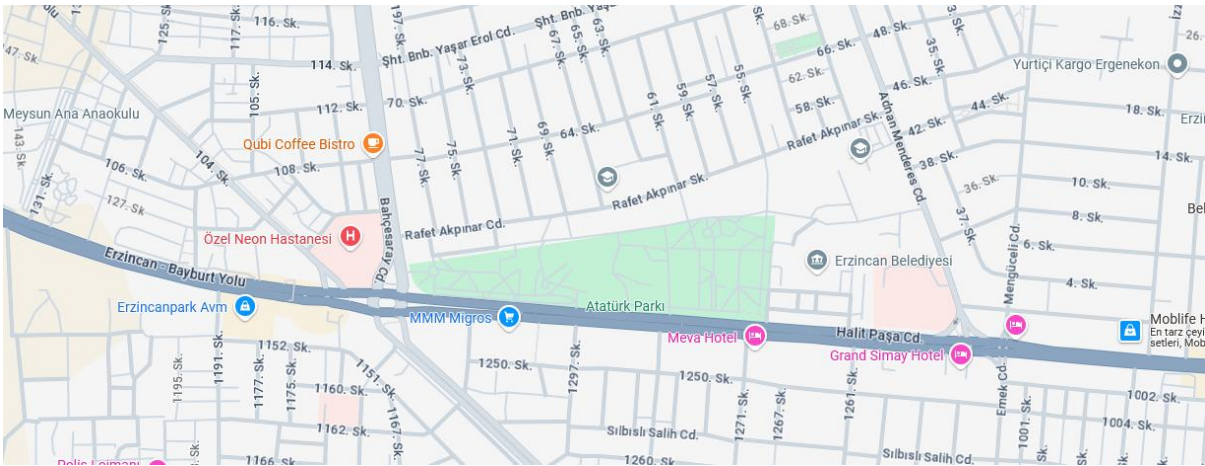 116. Sk.
125. Sk.
117. Sk.
197. Sk.
Şht. Bnb. Yaşar Erol Cd.
67. Sk.
65. Sk.
63. Sk.
68. Sk.
66. Sk.
48. Sk.
35. Sk.
26.
147. Sk.
114. Sk.
105. Sk.
73. Sk.
61. Sk.
59. Sk.
57. Sk.
55. Sk.
62. Sk.
46. Sk.
Yurtiçi Kargo Ergenekon
Meysun Ana Anaokulu
112. Sk.
70. Sk.
58. Sk.
44. Sk.
18. Sk.
143. Sk.
Qubi Coffee Bistro
77. Sk.
75. Sk.
71. Sk.
69. Sk.
64. Sk.
Rafet Akpınar Sk.
Adnan Menderes Cd.
42. Sk.
38. Sk.
14. Sk.
104. Sk.
106. Sk.
108. Sk.
127. Sk
131. Sk.
36. Sk.
10. Sk.
Rafet Akpınar Sk.
Rafet Akpınar Cd.
Bahçesaray Cd.
37. Sk.
8. Sk.
Özel Neon Hastanesi
H
6. Sk.
Mengüceli Cd.
Erzincan - Bayburt Yolu
Erzincan Belediyesi
4. Sk.
Erzincanpark Avm
MMM Migros
Atatürk Parkı
Meva Hotel
Halit Paşa Cd.
Grand Simay Hotel
Moblife H
En tarz çeyi
setleri, Mob
1152. Sk.
1191. Sk.
1195. Sk.
1177. Sk.
1175. Sk.
1151. Sk.
1160. Sk.
1167. Sk.
1250. Sk.
1297. Sk.
1250. Sk.
1271. Sk.
1267. Sk.
1261. Sk.
Emek Cd.
1001. Sk.
1002. Sk.
1004. Sk.
1162. Sk.
1166. Sk.
Sılbıslı Salih Cd.
1260. Sk.
Sılbıslı Salih Cd.
Polis Lojmanı